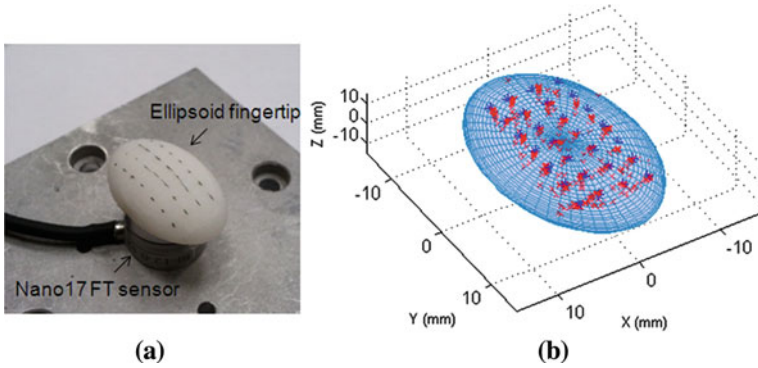 Ellipsoid fingertip
Nano17 FT sensor
(a)
10
0
-10
Z (mm)
-10
0
10
Y (mm)
10
0
-10
X (mm)
(b)